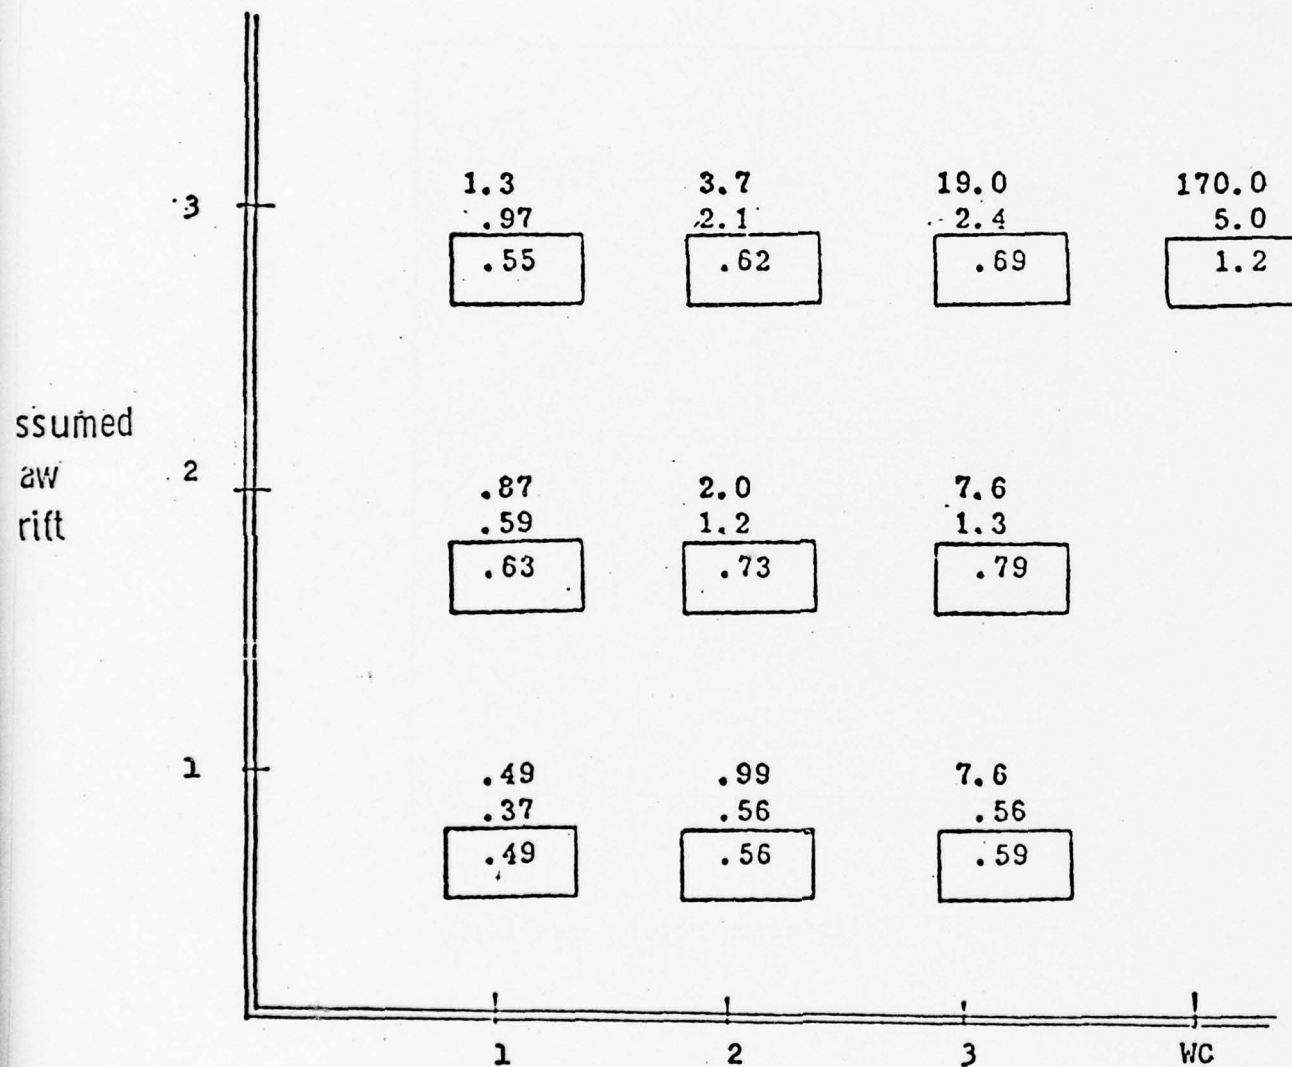 1.3 3.7 19.0 170.0
3
.97 2.1 2.4 5.0
.55 .62 .69 1.2
ssumed
aw
rift
2
.87 2.0 7.6
.59 1.2 1.3
.63 .73 .79
1
.49 .99 7.6
.37 .56 .56
.49 .56 .59
1 2 3 WC